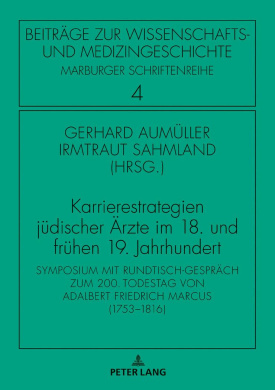 BEITRÄGE ZUR WISSENSCHAFTS-
UND MEDIZINGESCHICHTE
MARBURGER SCHRIFTENREIHE
4
GERHARD AUMÜLLER
IRMTRAUT SAHMLAND
(HRSG.)
Karrierestrategien
jüdischer Ärzte im 18. und
frühen 19. Jahrhundert
SYMPOSIUM MIT RUNDTISCH-GESPRÄCH
ZUM 200. TODESTAG VON
ADALBERT FRIEDRICH MARCUS
(1753–1816)
PETER LANG